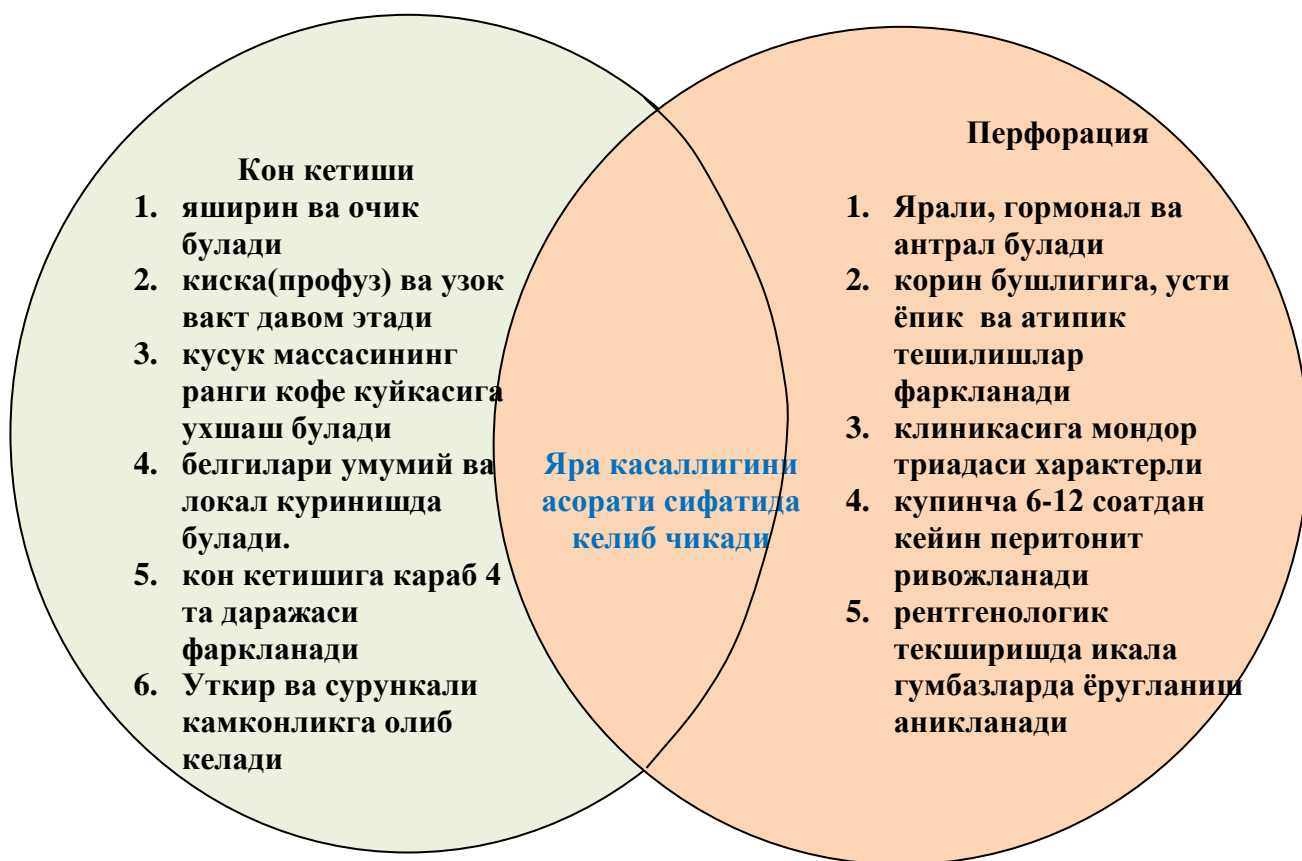 Кон кетиши
1. яширин ва очик
булади
2. киска(профуз) ва узок
вакт давом этади
3. кусук массасининг
ранги кофе куйкасига
ухшаш булади
4. белгилари умумий ва
локал куринишда
булади.
5. кон кетишига караб 4
та даражаси
фаркланади
6. Уткир ва сурункали
камконликга олиб
келади
Яра касаллигини
асорати сифатида
келиб чикади
Перфорация
1. Ярали, гормонал ва
антрал булади
2. корин бушлигига, усти
ёпик ва атипик
тешилишлар
фаркланади
3. клиникасига мондор
триадаси характерли
4. купинча 6-12 соатдан
кейин перитонит
ривожланади
5. рентгенологик
текширишда икала
гумбазларда ёругланиш
аникланади